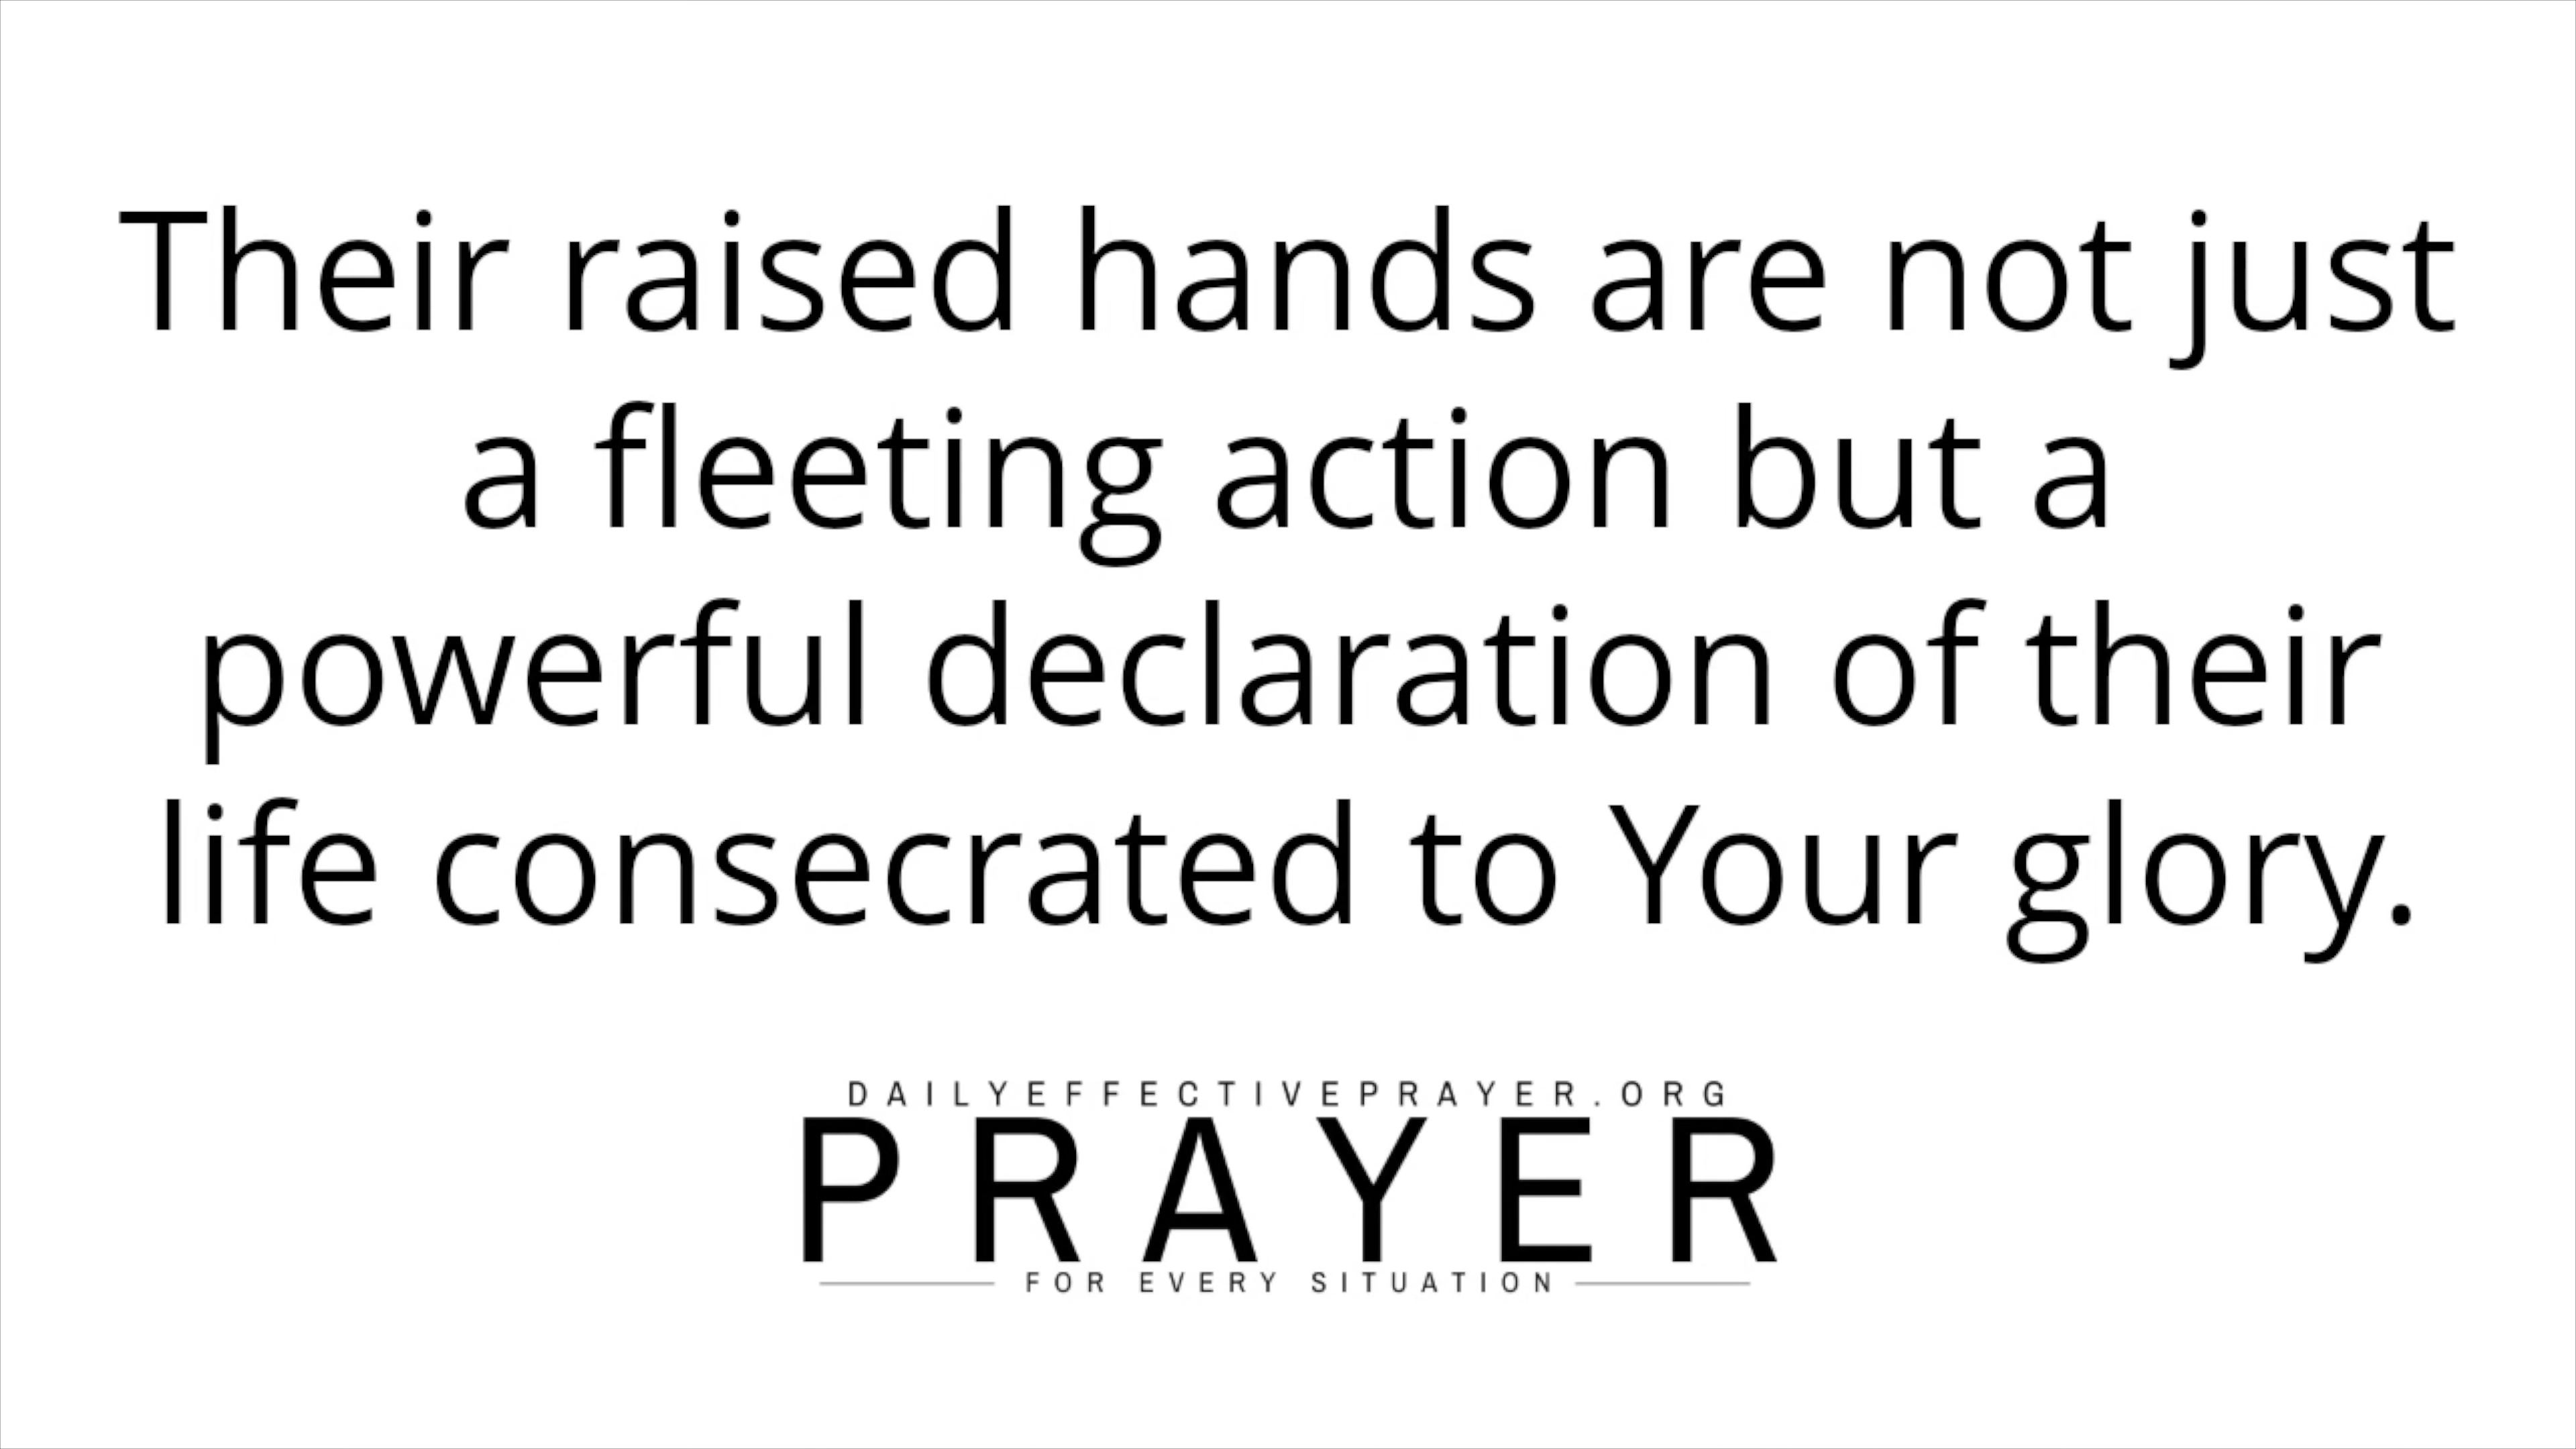 Their raised hands are not just
a fleeting action but a
powerful declaration of their
life consecrated to Your glory.
DAILYEFFECTIVEPRAYER.ORG
PRAYER
FOR EVERY SITUATION